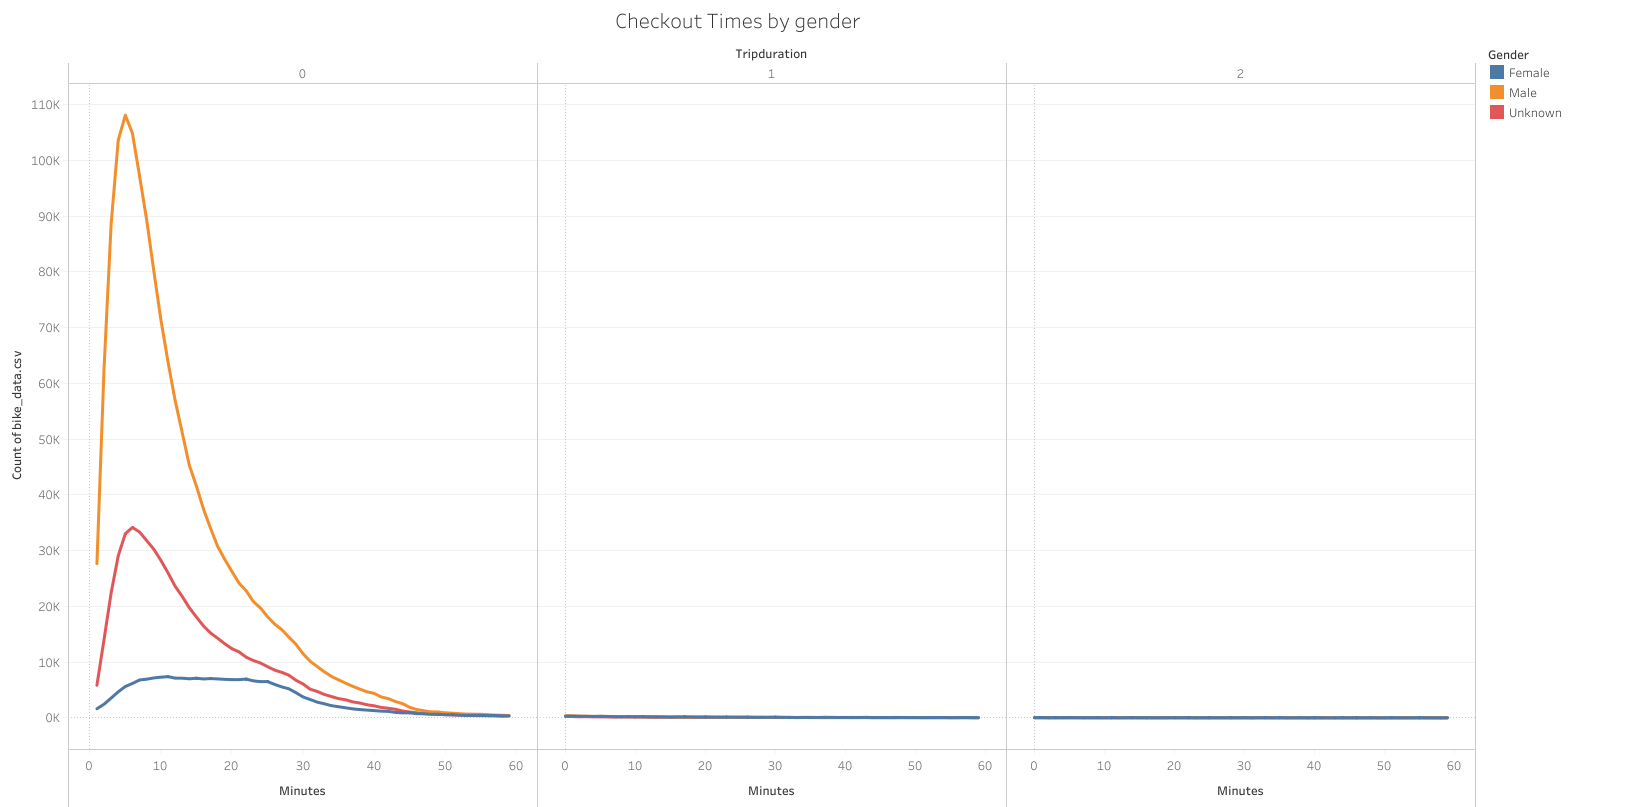 Checkout Times by gender
Tripduration
0 1 2
Gender
Female
Male
Unknown
110K
100K
90K
80K
70K
60K
50K
40K
30K
20K
10K
0K
Count of bike_data.csv
0 10 20 30 40 50 60 0 10 20 30 40 50 60 0 10 20 30 40 50 60
Minutes Minutes Minutes